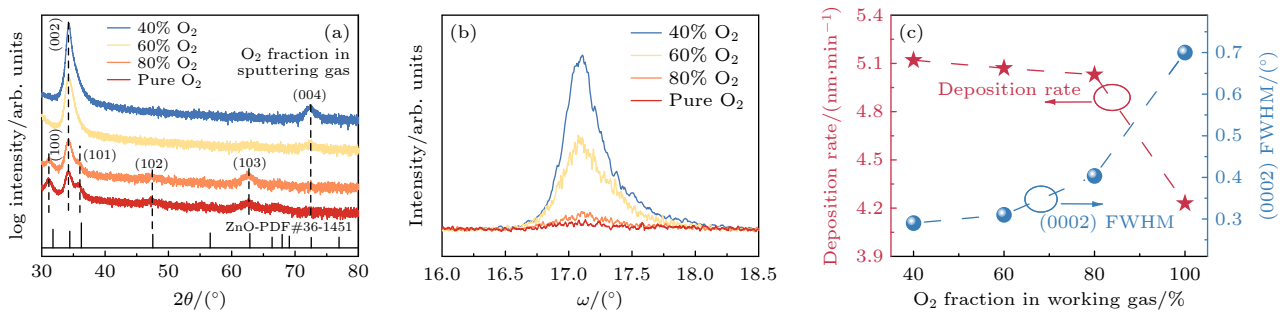 (a)
40% O₂
60% O₂
80% O₂
Pure O₂
O₂ fraction in
sputtering gas
(002)
(004)
(100)
(101)
(102)
(103)
ZnO-PDF#36-1451
log intensity/arb. units
30 40 50 60 70 80
2θ/(°)
(b)
40% O₂
60% O₂
80% O₂
Pure O₂
Intensity/arb. units
16.0 16.5 17.0 17.5 18.0 18.5
ω/(°)
(c)
Deposition rate
(0002) FWHM
Deposition rate/(nm·min⁻¹)
5.4
5.1
4.8
4.5
4.2
3.9
0.7
0.6
0.5
0.4
0.3
(0002) FWHM/(°)
40 60 80 100
O₂ fraction in working gas/%